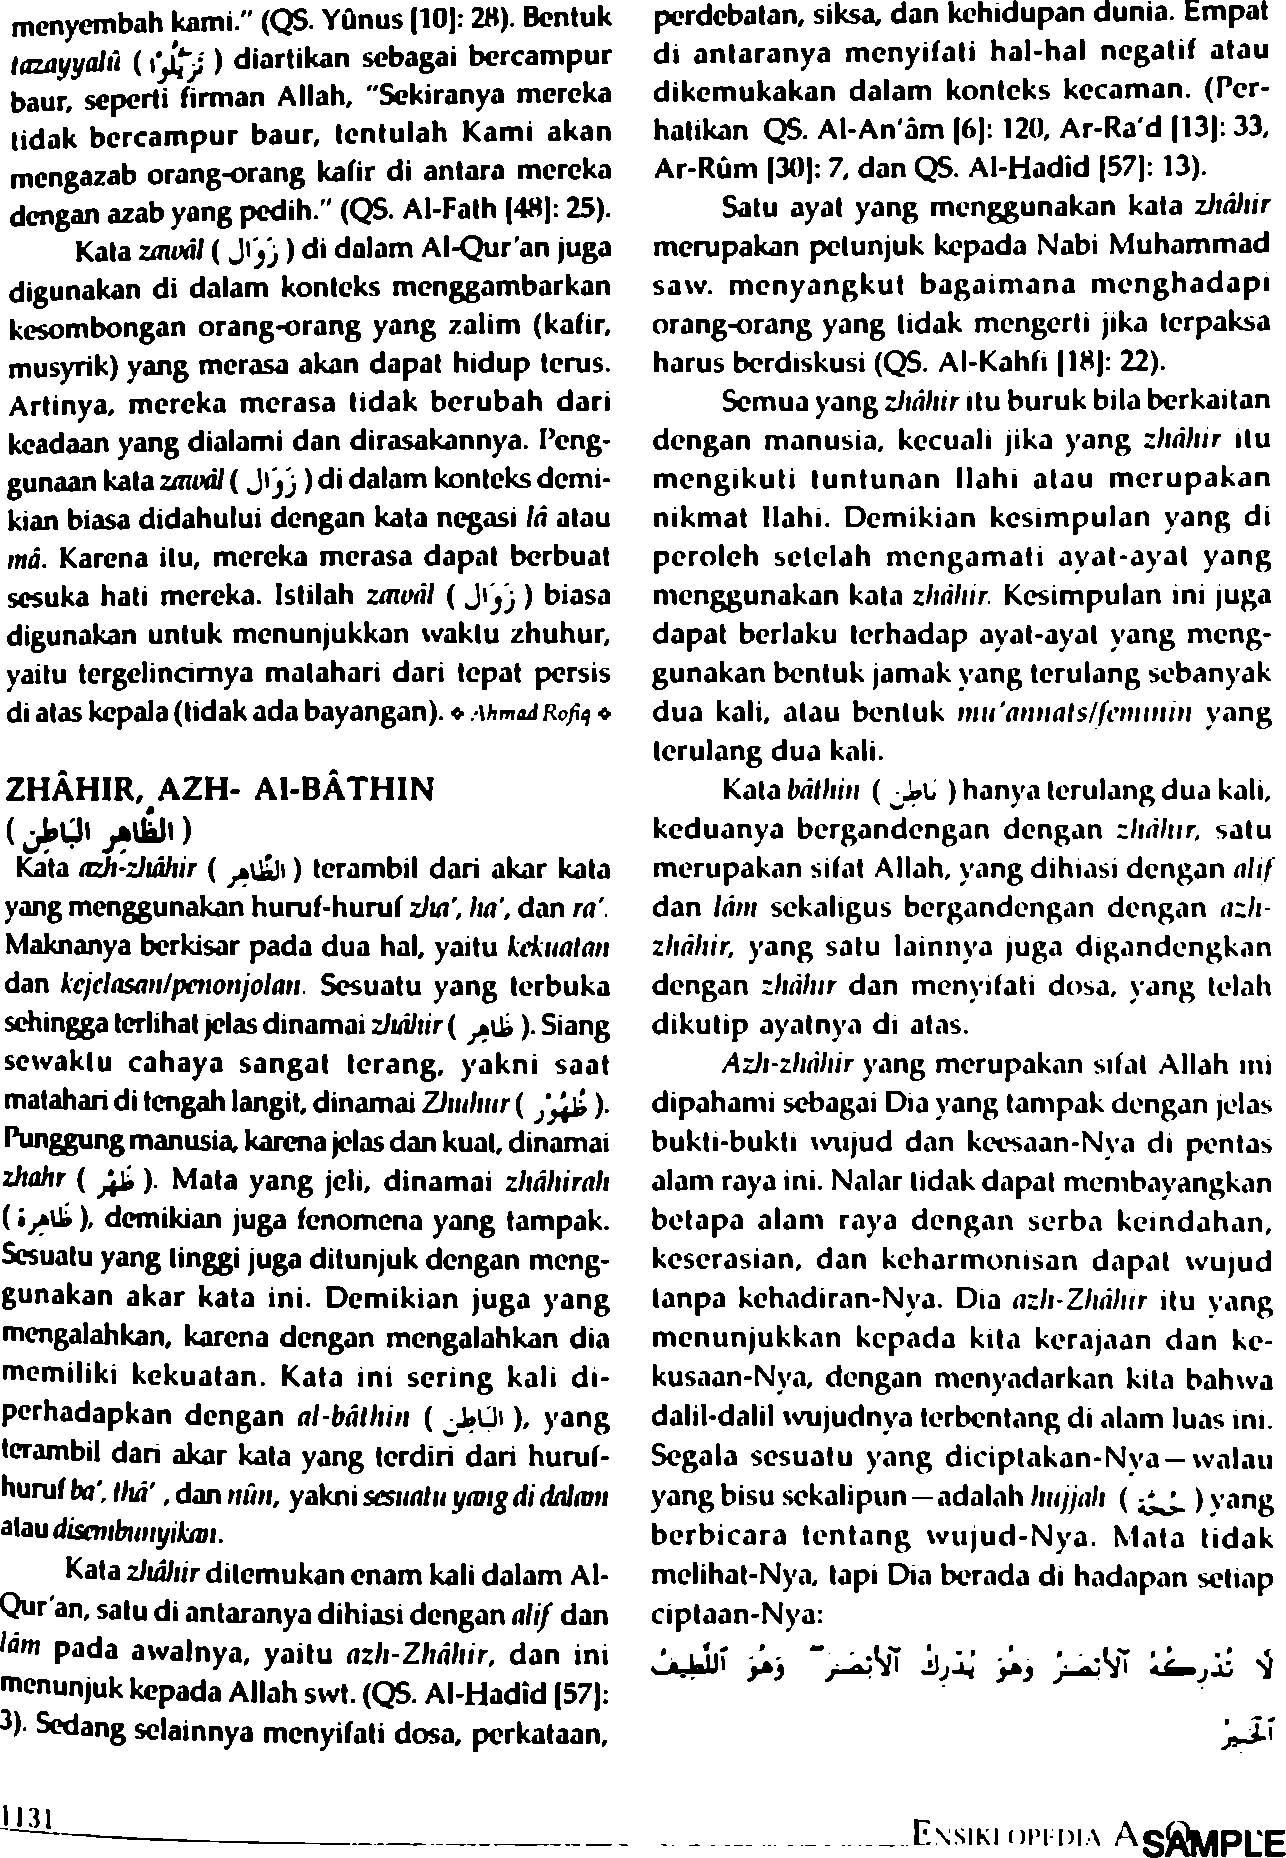 menyembah kami." (QS. Yûnus [10]: 28). Bentuk
tazayyalû ( تَزَيَّلُوْا ) diartikan sebagai bercampur
baur, seperti firman Allah, "Sekiranya mereka
tidak bercampur baur, tentulah Kami akan
mengazab orang-orang kafir di antara mereka
dengan azab yang pedih." (QS. Al-Fath [48]: 25).
Kata zawâl ( زَوَال ) di dalam Al-Qur'an juga
digunakan di dalam konteks menggambarkan
kesombongan orang-orang yang zalim (kafir,
musyrik) yang merasa akan dapat hidup terus.
Artinya, mereka merasa tidak berubah dari
keadaan yang dialami dan dirasakannya. Peng-
gunaan kata zawâl ( زَوَال ) di dalam konteks demi-
kian biasa didahului dengan kata negasi lâ atau
mâ. Karena itu, mereka merasa dapat berbuat
sesuka hati mereka. Istilah zawâl ( زَوَال ) biasa
digunakan untuk menunjukkan waktu zhuhur,
yaitu tergelincirnya matahari dari tepat persis
di atas kepala (tidak ada bayangan). ⬥ Ahmad Rofiq ⬥
ZHÂHIR, AZH- Al-BÂTHIN
( الظَّاهِر البَاطِن )
Kata azh-zhâhir ( الظَّاهِر ) terambil dari akar kata
yang menggunakan huruf-huruf zha', ha', dan ra'.
Maknanya berkisar pada dua hal, yaitu kekuatan
dan kejelasan/penonjolan. Sesuatu yang terbuka
sehingga terlihat jelas dinamai zhâhir ( ظَاهِر ). Siang
sewaktu cahaya sangat terang, yakni saat
matahari di tengah langit, dinamai Zhuhur ( ظُهُوْر ).
Punggung manusia, karena jelas dan kuat, dinamai
zhahr ( ظَهْر ). Mata yang jeli, dinamai zhâhirah
( ظَاهِرَة ), demikian juga fenomena yang tampak.
Sesuatu yang tinggi juga ditunjuk dengan meng-
gunakan akar kata ini. Demikian juga yang
mengalahkan, karena dengan mengalahkan dia
memiliki kekuatan. Kata ini sering kali di-
perhadapkan dengan al-bâthin ( البَاطِن ), yang
terambil dari akar kata yang terdiri dari huruf-
huruf ba', thâ' , dan nûn, yakni sesuatu yang di dalam
atau disembunyikan.
Kata zhâhir ditemukan enam kali dalam Al-
Qur'an, satu di antaranya dihiasi dengan alif dan
lâm pada awalnya, yaitu azh-Zhâhir, dan ini
menunjuk kepada Allah swt. (QS. Al-Hadîd [57]:
3). Sedang selainnya menyifati dosa, perkataan,
perdebatan, siksa, dan kehidupan dunia. Empat
di antaranya menyifati hal-hal negatif atau
dikemukakan dalam konteks kecaman. (Per-
hatikan QS. Al-An'âm [6]: 120, Ar-Ra'd [13]: 33,
Ar-Rûm [30]: 7, dan QS. Al-Hadîd [57]: 13).
Satu ayat yang menggunakan kata zhâhir
merupakan petunjuk kepada Nabi Muhammad
saw. menyangkut bagaimana menghadapi
orang-orang yang tidak mengerti jika terpaksa
harus berdiskusi (QS. Al-Kahfi [18]: 22).
Semua yang zhâhir itu buruk bila berkaitan
dengan manusia, kecuali jika yang zhâhir itu
mengikuti tuntunan Ilahi atau merupakan
nikmat Ilahi. Demikian kesimpulan yang di
peroleh setelah mengamati ayat-ayat yang
menggunakan kata zhâhir. Kesimpulan ini juga
dapat berlaku terhadap ayat-ayat yang meng-
gunakan bentuk jamak yang terulang sebanyak
dua kali, atau bentuk mu'annats/feminin yang
terulang dua kali.
Kata bâthin ( بَاطِن ) hanya terulang dua kali,
keduanya bergandengan dengan zhâhir, satu
merupakan sifat Allah, yang dihiasi dengan alif
dan lâm sekaligus bergandengan dengan azh-
zhâhir, yang satu lainnya juga digandengkan
dengan zhâhir dan menyifati dosa, yang telah
dikutip ayatnya di atas.
Azh-zhâhir yang merupakan sifat Allah ini
dipahami sebagai Dia yang tampak dengan jelas
bukti-bukti wujud dan keesaan-Nya di pentas
alam raya ini. Nalar tidak dapat membayangkan
betapa alam raya dengan serba keindahan,
keserasian, dan keharmonisan dapat wujud
tanpa kehadiran-Nya. Dia azh-Zhâhir itu yang
menunjukkan kepada kita kerajaan dan ke-
kusaan-Nya, dengan menyadarkan kita bahwa
dalil-dalil wujudnya terbentang di alam luas ini.
Segala sesuatu yang diciptakan-Nya — walau
yang bisu sekalipun — adalah hujjah ( حُجَّة ) yang
berbicara tentang wujud-Nya. Mata tidak
melihat-Nya, tapi Dia berada di hadapan setiap
ciptaan-Nya:
لَا تُدْرِكُهُ ٱلْأَبْصَٰرُ وَهُوَ يُدْرِكُ ٱلْأَبْصَٰرَ وَهُوَ ٱللَّطِيفُ
ٱلْخَبِيرُ
1131
ENSIKLOPEDIA A
SAMPLE